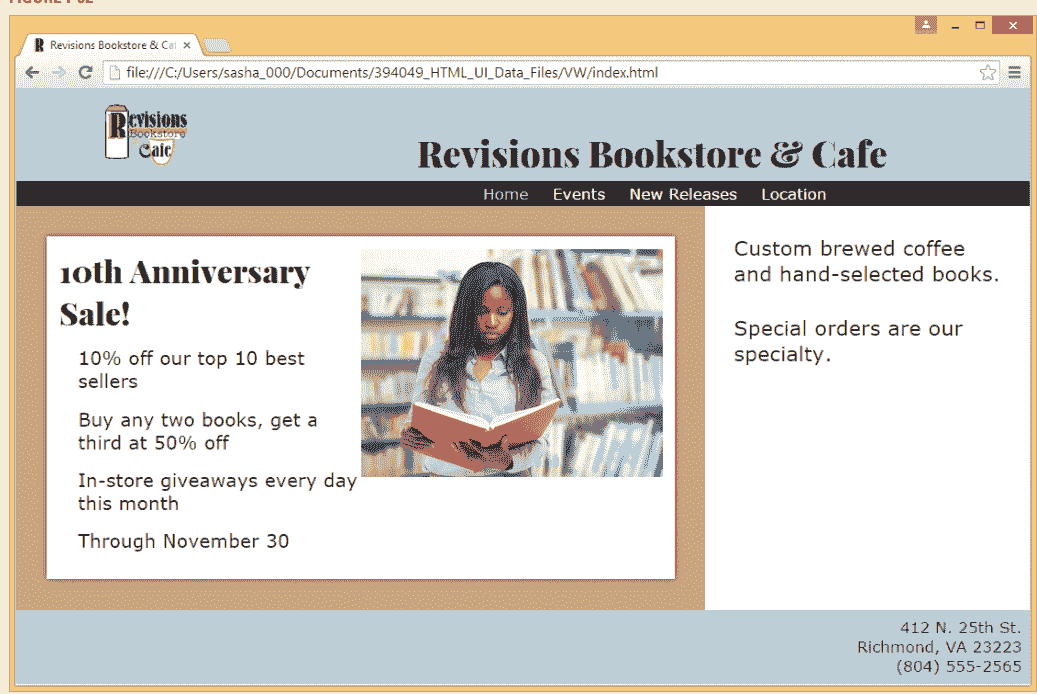 FIGURE 1-32
Revisions Bookstore & Caf
file:///C:/Users/sasha_000/Documents/394049_HTML_UI_Data_Files/VW/index.html
Revisions
Bookstore
Cafe
Revisions Bookstore & Cafe
Home Events New Releases Location
10th Anniversary
Sale!
10% off our top 10 best
sellers
Buy any two books, get a
third at 50% off
In-store giveaways every day
this month
Through November 30
Custom brewed coffee
and hand-selected books.
Special orders are our
specialty.
412 N. 25th St.
Richmond, VA 23223
(804) 555-2565